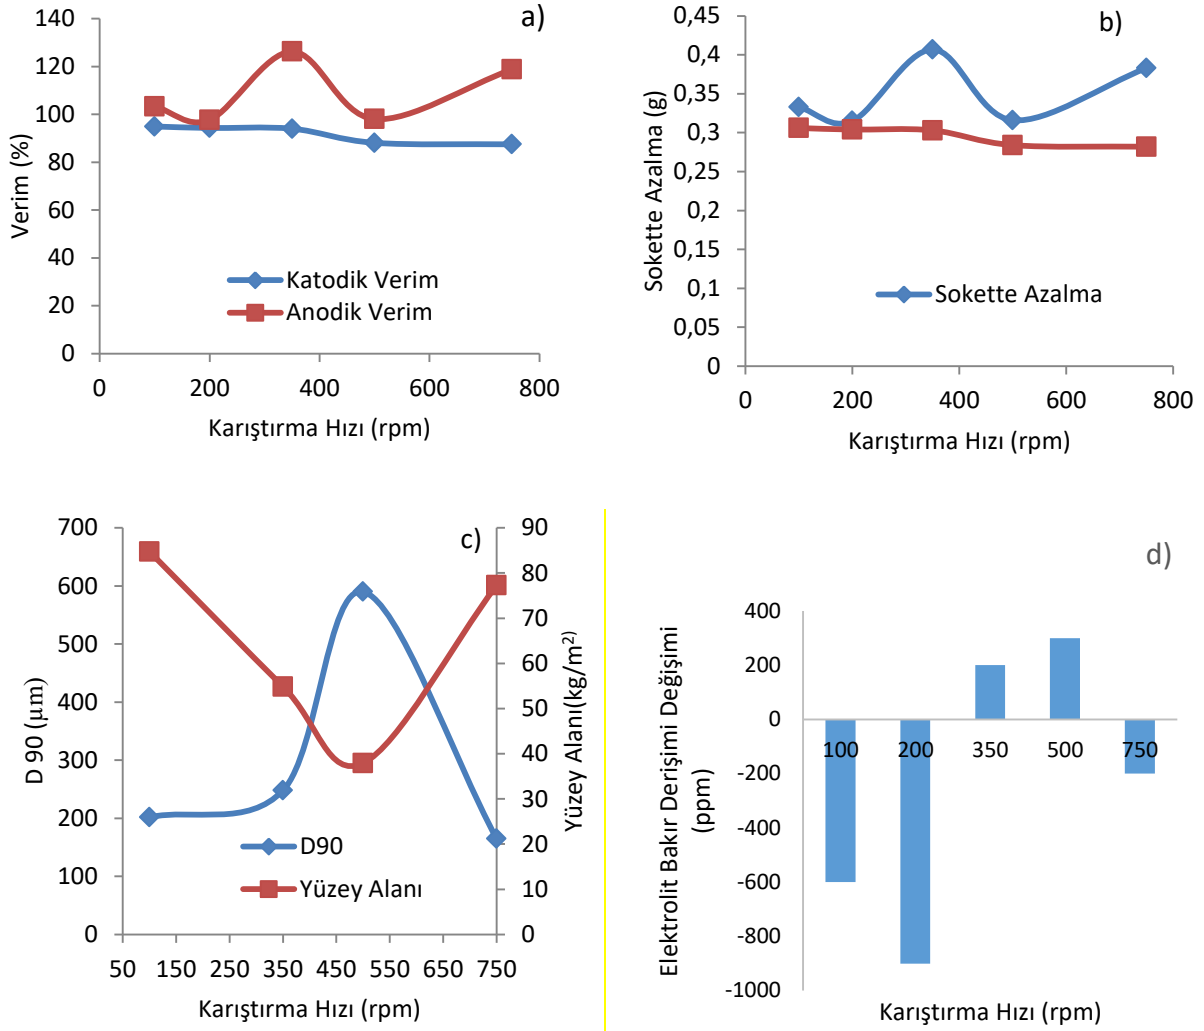 a)
140
120
100
80
60
40
20
0
Verim (%)
Katodik Verim
Anodik Verim
0 200 400 600 800
Karıştırma Hızı (rpm)
b)
0,45
0,4
0,35
0,3
0,25
0,2
0,15
0,1
0,05
0
Sokette Azalma (g)
Sokette Azalma
0 200 400 600 800
Karıştırma Hızı (rpm)
c)
700
600
500
400
300
200
100
0
D 90 (µm)
90
80
70
60
50
40
30
20
10
0
Yüzey Alanı(kg/m²⁾
D90
Yüzey Alanı
50 150 250 350 450 550 650 750
Karıştırma Hızı (rpm)
d)
400
200
0
-200
-400
-600
-800
-1000
Elektrolit Bakır Derişimi Değişimi
(ppm)
100 200 350 500 750
Karıştırma Hızı (rpm)